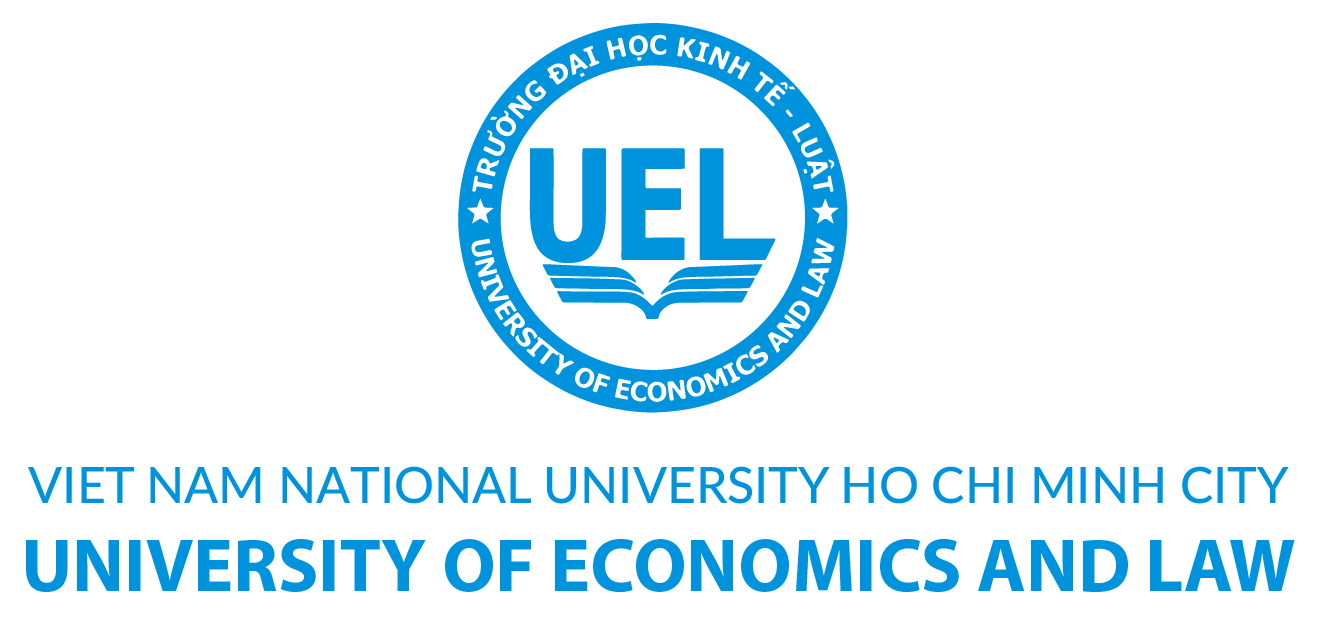 TRƯỜNG ĐẠI HỌC KINH TẾ - LUẬT
UEL
UNIVERSITY OF ECONOMICS AND LAW
VIET NAM NATIONAL UNIVERSITY HO CHI MINH CITY
UNIVERSITY OF ECONOMICS AND LAW